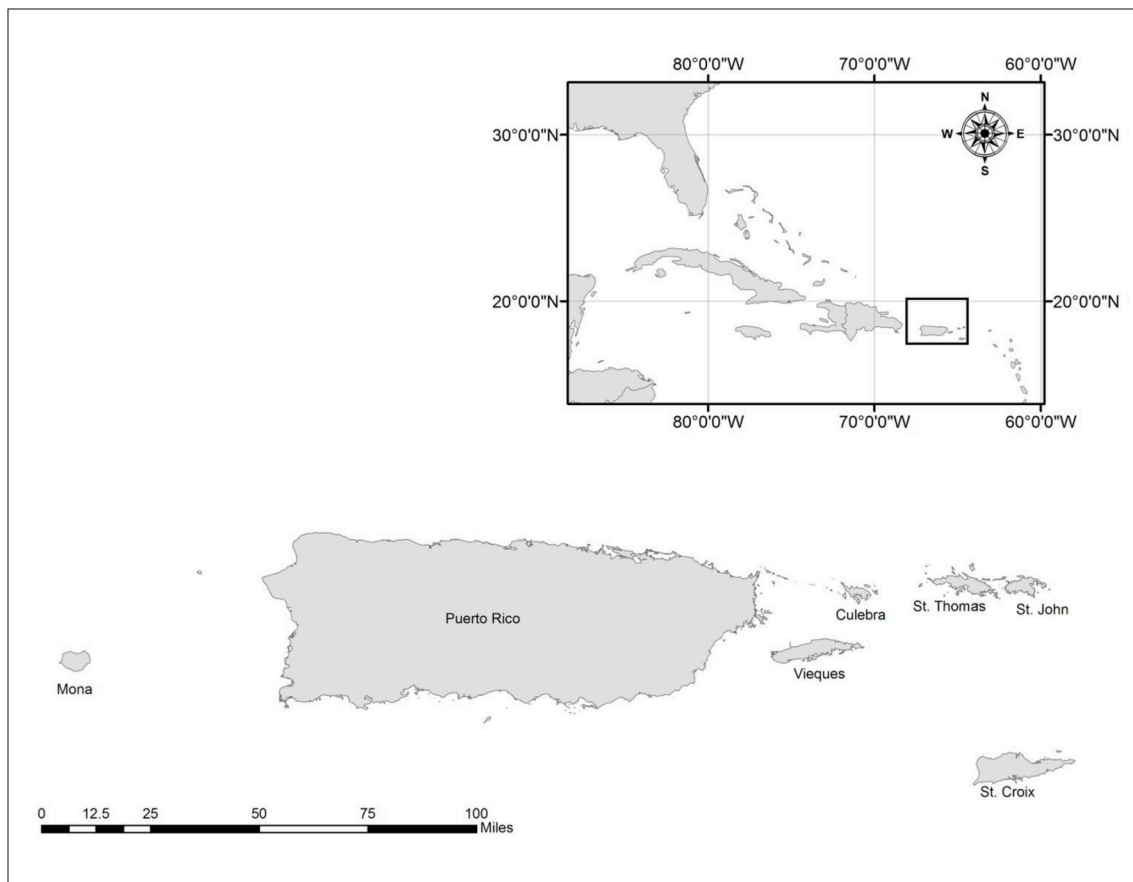 80°0'0"W 70°0'0"W 60°0'0"W
N
30°0'0"N W E 30°0'0"N
S
20°0'0"N 20°0'0"N
80°0'0"W 70°0'0"W 60°0'0"W
Puerto Rico
Culebra
St. Thomas
St. John
Vieques
Mona
St. Croix
0 12.5 25 50 75 100
Miles